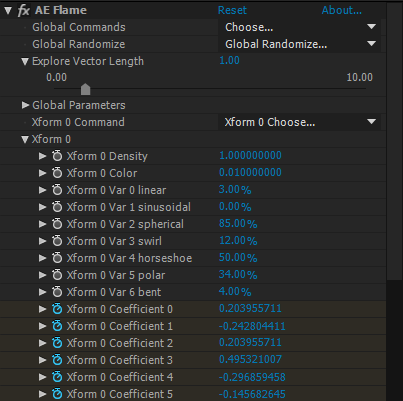 fx AE Flame Reset About...
Global Commands Choose...
Global Randomize Global Randomize...
Explore Vector Length 1.00
0.00 10.00
Global Parameters
Xform 0 Command Xform 0 Choose...
Xform 0
Xform 0 Density 1.000000000
Xform 0 Color 0.010000000
Xform 0 Var 0 linear 3.00%
Xform 0 Var 1 sinusoidal 0.00%
Xform 0 Var 2 spherical 85.00%
Xform 0 Var 3 swirl 12.00%
Xform 0 Var 4 horseshoe 50.00%
Xform 0 Var 5 polar 34.00%
Xform 0 Var 6 bent 4.00%
Xform 0 Coefficient 0 0.203955711
Xform 0 Coefficient 1 -0.242804411
Xform 0 Coefficient 2 0.203955711
Xform 0 Coefficient 3 0.495321007
Xform 0 Coefficient 4 -0.296859458
Xform 0 Coefficient 5 -0.145682645